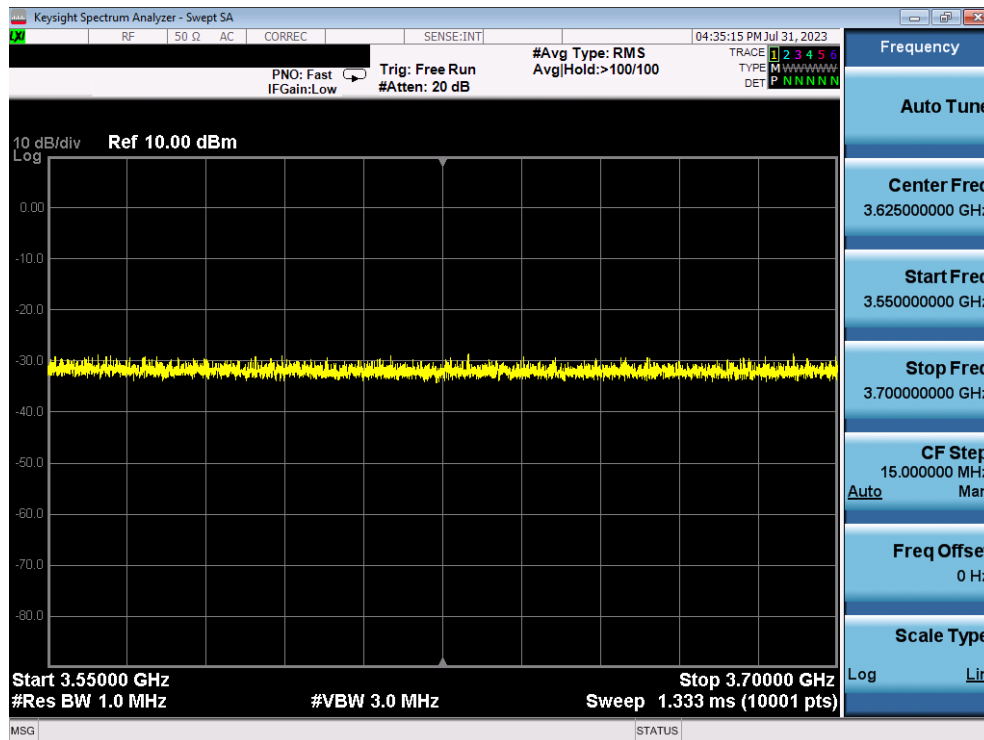 Keysight Spectrum Analyzer - Swept SA
LXI RF 50 Ω AC CORREC SENSE:INT 04:35:15 PM Jul 31, 2023
PNO: Fast
IFGain:Low
Trig: Free Run
#Atten: 20 dB
#Avg Type: RMS
Avg|Hold:>100/100
TRACE 1 2 3 4 5 6
TYPE M W W W W W
DET P N N N N N
10 dB/div Ref 10.00 dBm
Log
0.00
-10.0
-20.0
-30.0
-40.0
-50.0
-60.0
-70.0
-80.0
Start 3.55000 GHz Stop 3.70000 GHz
#Res BW 1.0 MHz #VBW 3.0 MHz Sweep 1.333 ms (10001 pts)
MSG STATUS
Frequency
Auto Tune
Center Freq
3.625000000 GHz
Start Freq
3.550000000 GHz
Stop Freq
3.700000000 GHz
CF Step
15.000000 MHz
Auto Man
Freq Offset
0 Hz
Scale Type
Log Lin